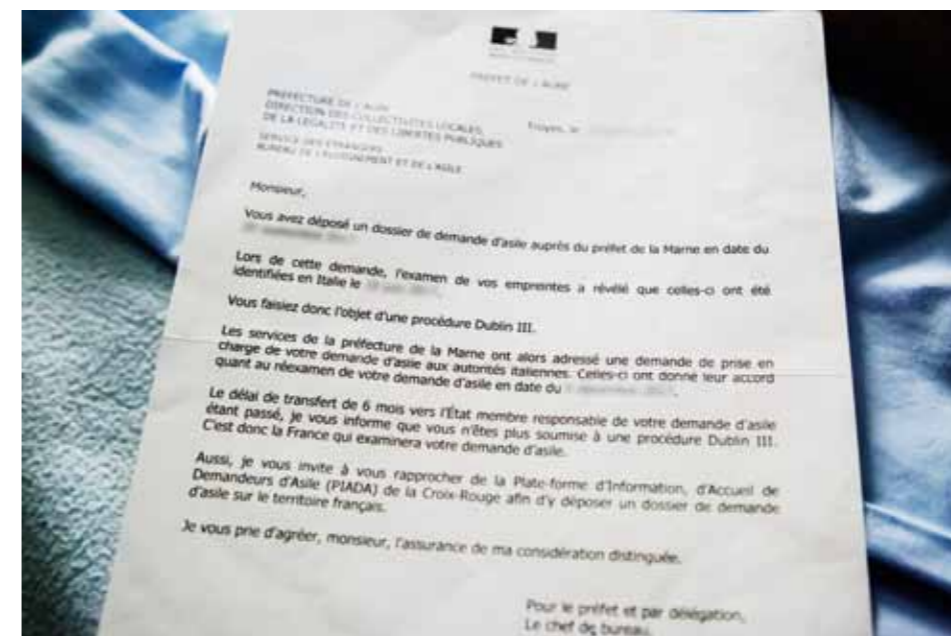 PRÉFET DE L'AUBE
PRÉFECTURE DE L'AUBE
DIRECTION DES COLLECTIVITÉS LOCALES,
DE LA LÉGALITÉ ET DES LIBERTÉS PUBLIQUES
Troyes, le
SERVICE DES ÉTRANGERS
BUREAU DE L'ÉLOIGNEMENT ET DE L'ASILE
Monsieur,
Vous avez déposé un dossier de demande d'asile auprès du préfet de la Marne en date du
Lors de cette demande, l'examen de vos empreintes a révélé que celles-ci ont été
identifiées en Italie le
Vous faisiez donc l'objet d'une procédure Dublin III.
Les services de la préfecture de la Marne ont alors adressé une demande de prise en
charge de votre demande d'asile aux autorités italiennes. Celles-ci ont donné leur accord
quant au réexamen de votre demande d'asile en date du
Le délai de transfert de 6 mois vers l'État membre responsable de votre demande d'asile
étant passé, je vous informe que vous n'êtes plus soumise à une procédure Dublin III.
C'est donc la France qui examinera votre demande d'asile.
Aussi, je vous invite à vous rapprocher de la Plate-forme d'Information, d'Accueil de
Demandeurs d'Asile (PIADA) de la Croix-Rouge afin d'y déposer un dossier de demande
d'asile sur le territoire français.
Je vous prie d'agréer, monsieur, l'assurance de ma considération distinguée.
Pour le préfet et par délégation,
Le chef de bureau,